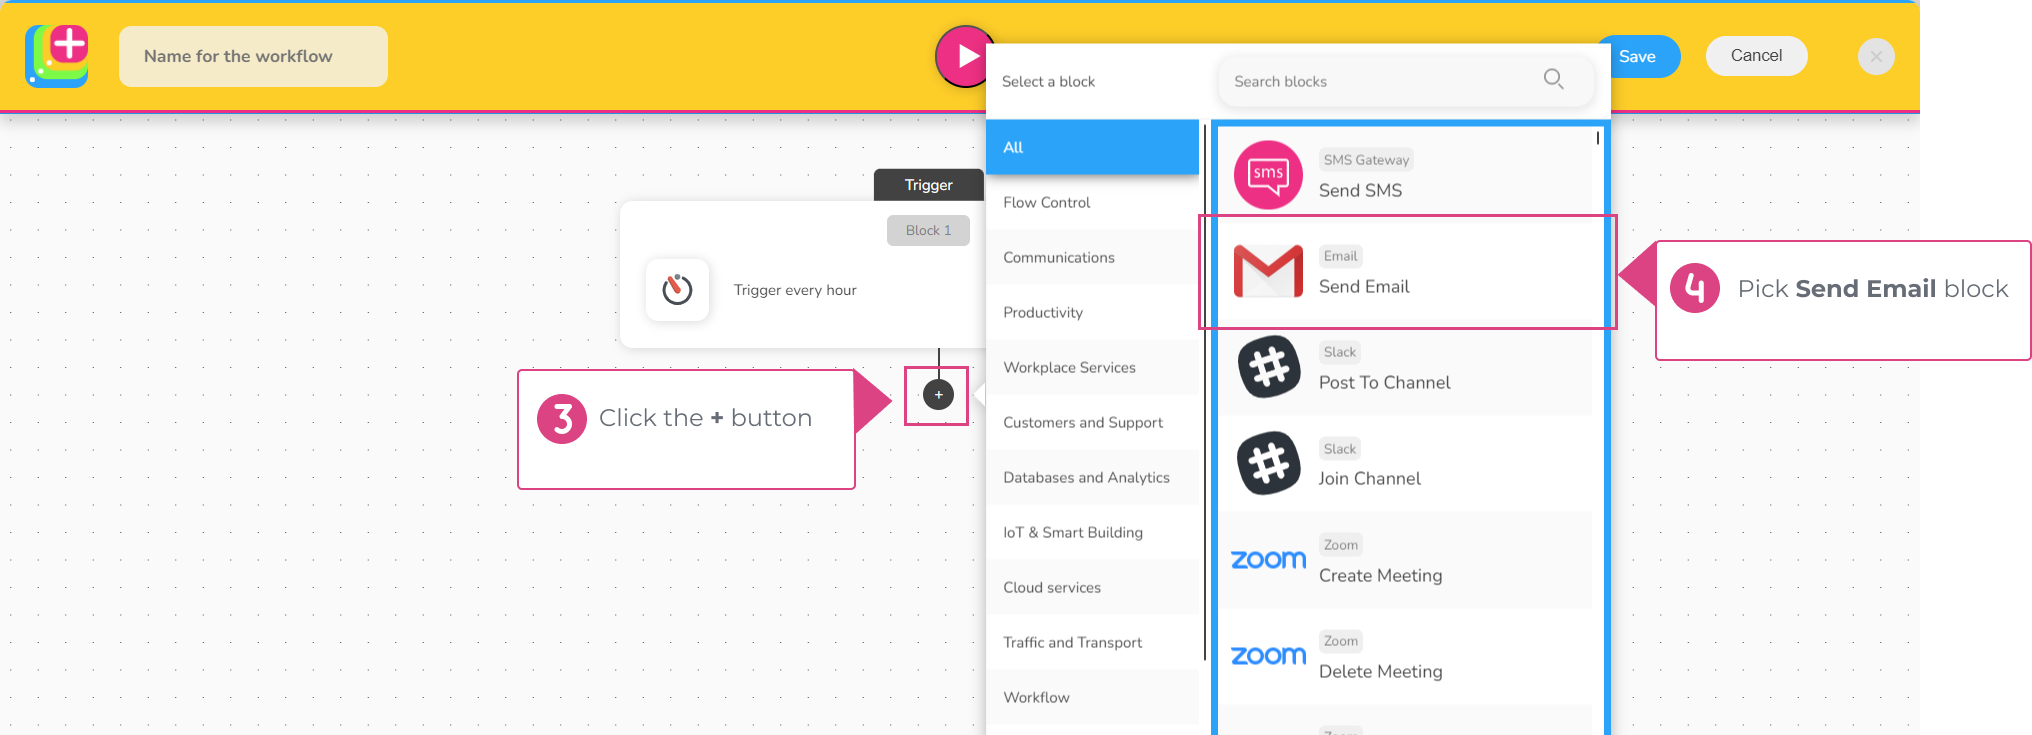 Name for the workflow
Save
Cancel
Select a block
Search blocks
Trigger
Block 1
Trigger every hour
+
3 Click the + button
All
Flow Control
Communications
Productivity
Workplace Services
Customers and Support
Databases and Analytics
IoT & Smart Building
Cloud services
Traffic and Transport
Workflow
sms
SMS Gateway
Send SMS
Email
Send Email
Slack
Post To Channel
Slack
Join Channel
zoom
Zoom
Create Meeting
zoom
Zoom
Delete Meeting
Zoom
4 Pick Send Email block